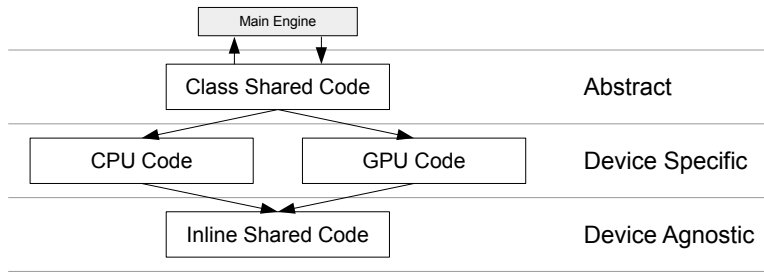 Main Engine
Class Shared Code
Abstract
CPU Code
GPU Code
Device Specific
Inline Shared Code
Device Agnostic